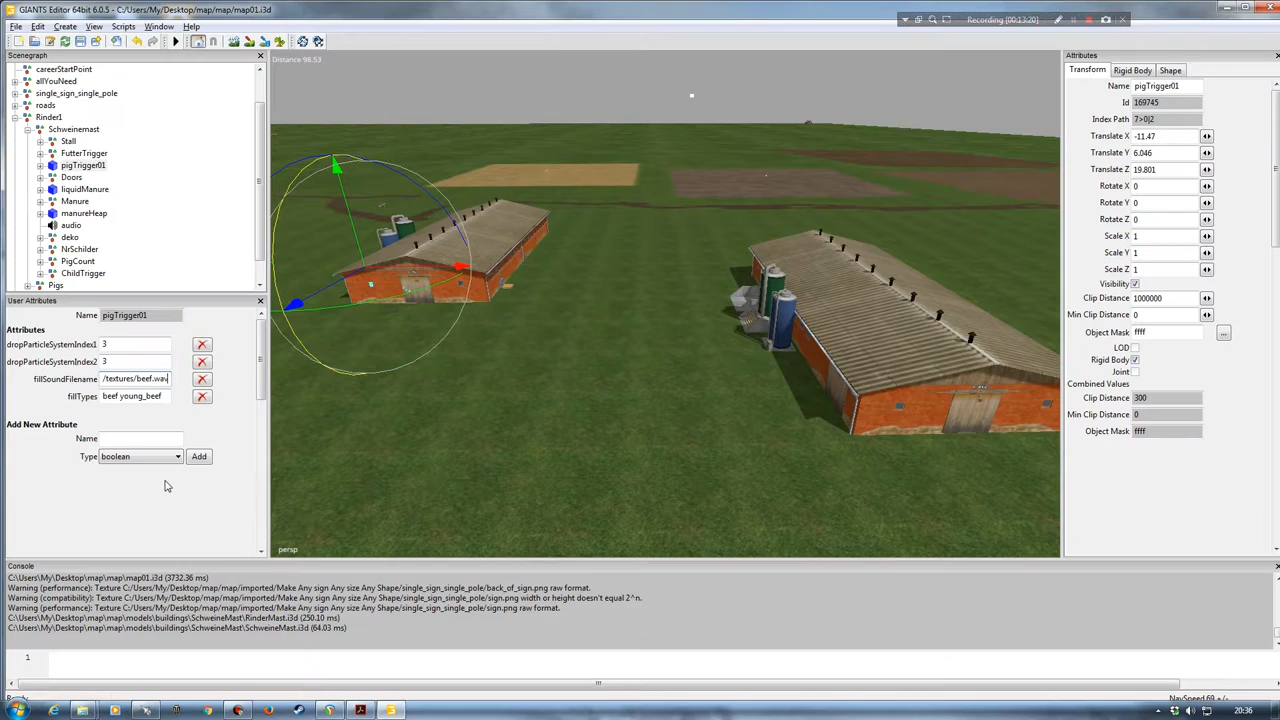 GIANTS Editor 64bit 6.0.5 - C:/Users/My/Desktop/map/map/map01.i3d
Recording (00:13:20)
File Edit Create View Scripts Window Help
Scenegraph
careerStartPoint
allYouNeed
single_sign_single_pole
roads
Rinder1
Schweinemast
Stall
FutterTrigger
pigTrigger01
Doors
liquidManure
Manure
manureHeap
audio
deko
NrSchilder
PigCount
ChildTrigger
Pigs
User Attributes
Name pigTrigger01
Attributes
dropParticleSystemIndex1 3
dropParticleSystemIndex2 3
fillSoundFilename /textures/beef.wav
fillTypes beef young_beef
Add New Attribute
Name
Type boolean Add
Distance 98.53
persp
Attributes
Transform Rigid Body Shape
Name pigTrigger01
Id 169745
Index Path 7>0|2
Translate X -11.47
Translate Y 6.046
Translate Z 19.801
Rotate X 0
Rotate Y 0
Rotate Z 0
Scale X 1
Scale Y 1
Scale Z 1
Visibility
Clip Distance 1000000
Min Clip Distance 0
Object Mask ffff ...
LOD
Rigid Body
Joint
Combined Values
Clip Distance 300
Min Clip Distance 0
Object Mask ffff
Console
C:\Users\My\Desktop\map\map\map01.i3d (3732.36 ms)
Warning (performance): Texture C:/Users/My/Desktop/map/map/imported/Make Any sign Any size Any Shape/single_sign_single_pole/back_of_sign.png raw format.
Warning (compatibility): Texture C:/Users/My/Desktop/map/map/imported/Make Any sign Any size Any Shape/single_sign_single_pole/sign.png width or height doesn't equal 2^n.
Warning (performance): Texture C:/Users/My/Desktop/map/map/imported/Make Any sign Any size Any Shape/single_sign_single_pole/sign.png raw format.
C:\Users\My\Desktop\map\map\models\buildings\SchweineMast\RinderMast.i3d (250.10 ms)
C:\Users\My\Desktop\map\map\models\buildings\SchweineMast\SchweineMast.i3d (64.03 ms)
1
NavSpeed 69 +/-
20:36